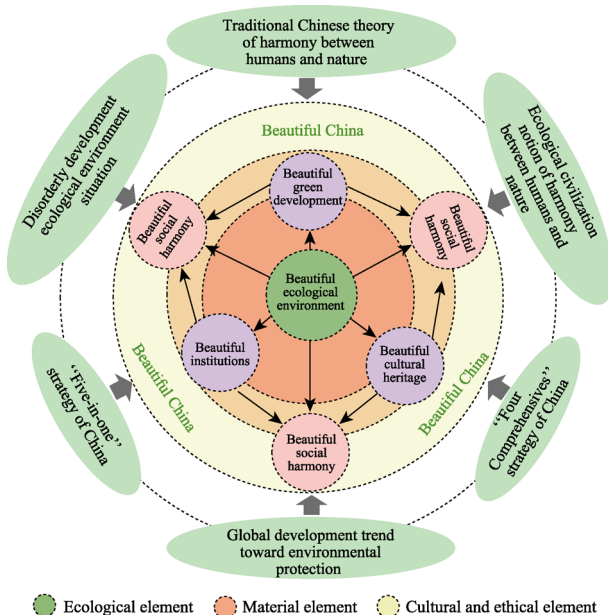 Traditional Chinese theory
of harmony between
humans and nature
Disorderly development
ecological environment
situation
Ecological civilization
notion of harmony
between humans and
nature
Beautiful China
Beautiful
green
development
Beautiful
social
harmony
Beautiful
social
harmony
Beautiful
ecological
environment
Beautiful
institutions
Beautiful
cultural
heritage
Beautiful China
Beautiful China
Beautiful
social
harmony
"Five-in-one"
strategy of China
"Four
Comprehensives"
strategy of China
Global development trend
toward environmental
protection
Ecological element
Material element
Cultural and ethical element